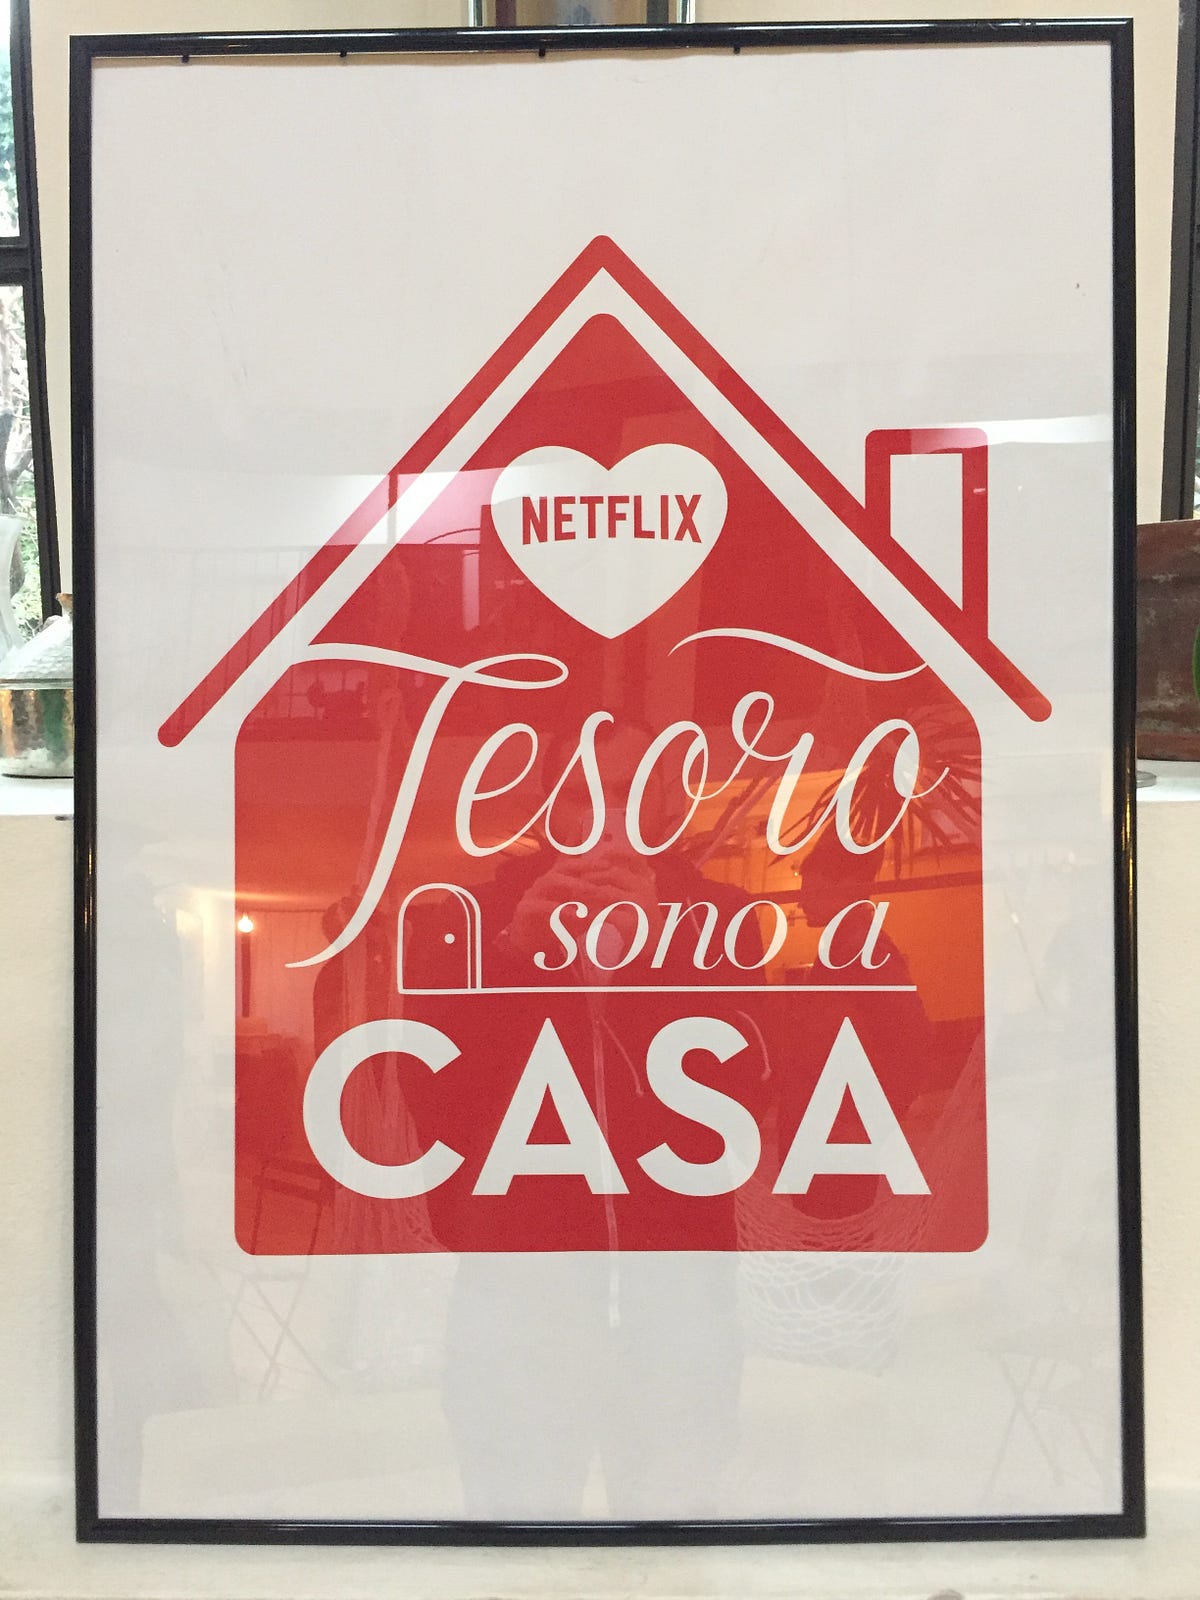 NETFLIX
Tesoro
sono a
CASA